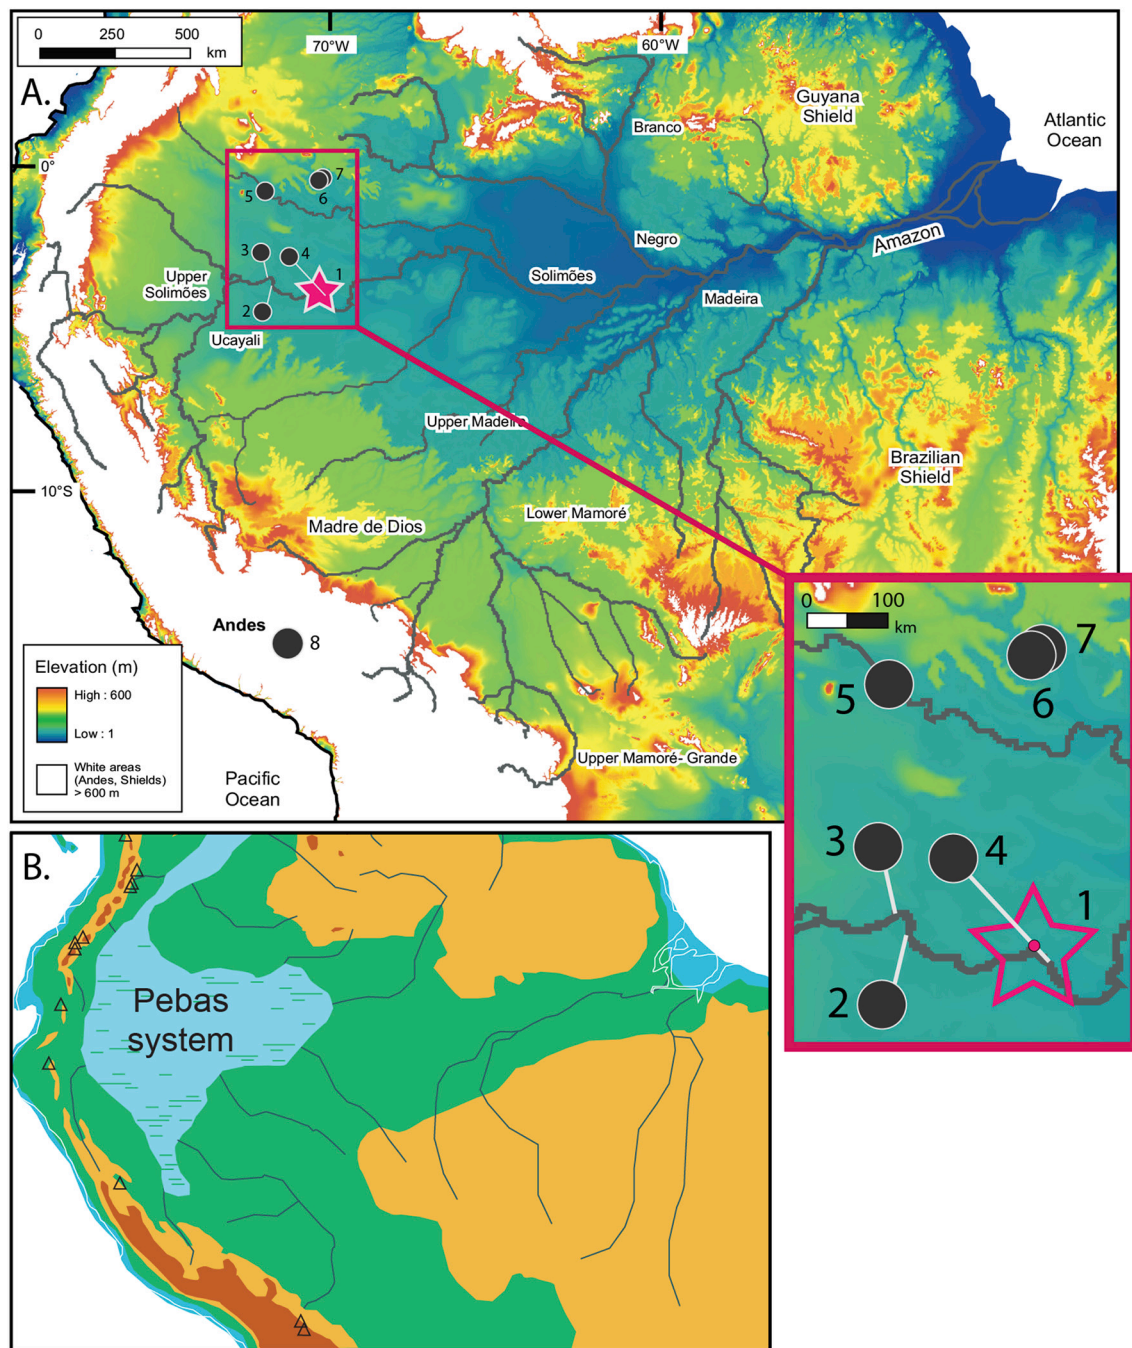 0 250 500
km
70°W
60°W
A.
Guyana
Shield
Atlantic
Ocean
Branco
0°
7
5
6
3
4
1
Negro
Amazon
Upper
Solimões
Solimões
Madeira
2
Ucayali
Upper Madeira
Brazilian
Shield
10°S
Lower Mamoré
Madre de Dios
Andes
8
Elevation (m)
High : 600
Low : 1
White areas
(Andes, Shields)
> 600 m
Pacific
Ocean
Upper Mamoré- Grande
0 100
km
7
5
6
3
4
1
2
B.
Pebas
system